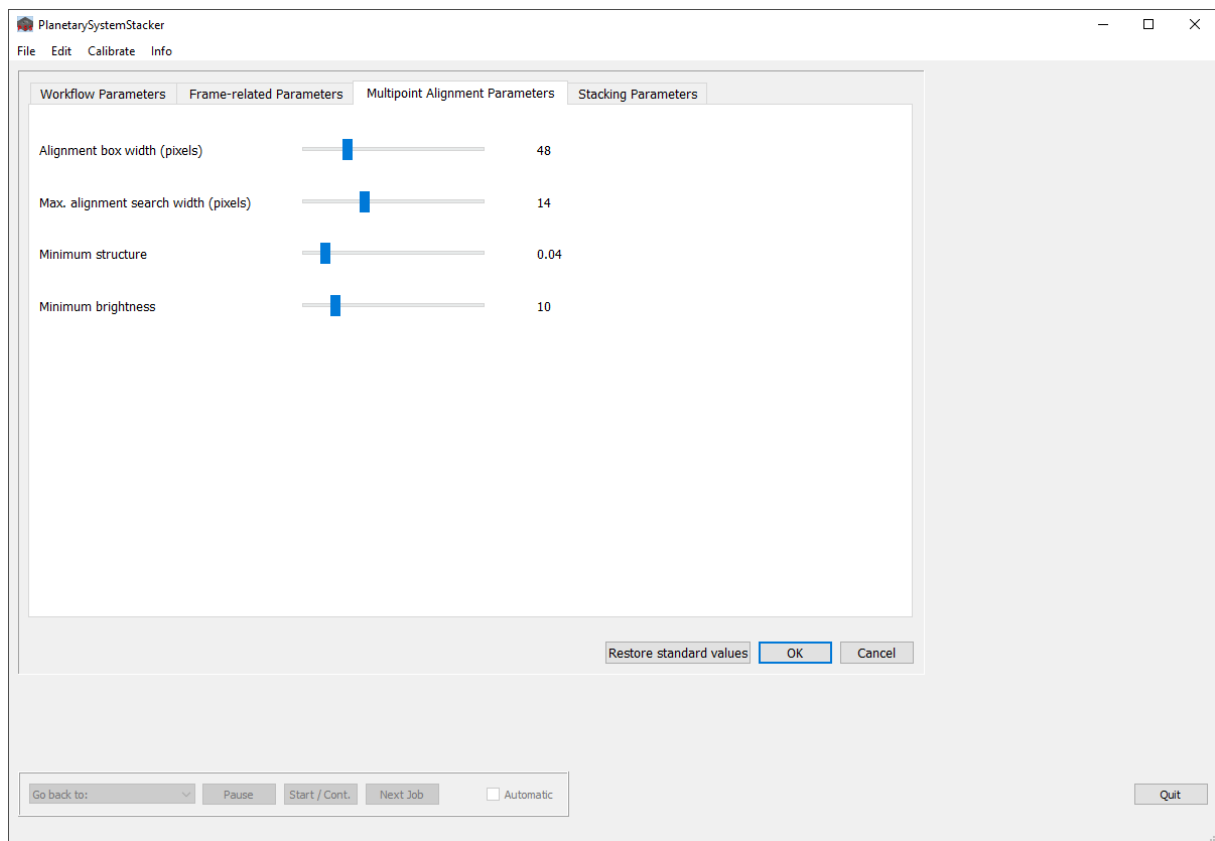 PlanetarySystemStacker
File Edit Calibrate Info
Workflow Parameters Frame-related Parameters Multipoint Alignment Parameters Stacking Parameters
Alignment box width (pixels) 48
Max. alignment search width (pixels) 14
Minimum structure 0.04
Minimum brightness 10
Restore standard values OK Cancel
Go back to: Pause Start / Cont. Next Job Automatic Quit